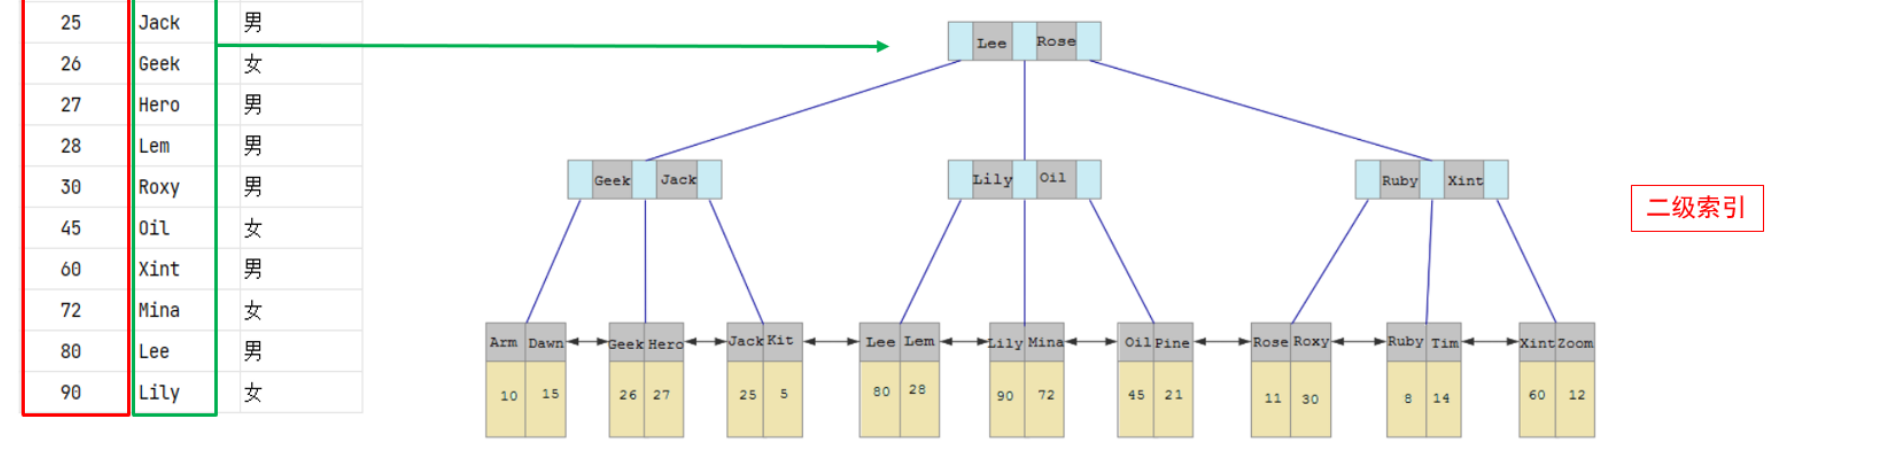 25 Jack 男
26 Geek 女
27 Hero 男
28 Lem 男
30 Roxy 男
45 Oil 女
60 Xint 男
72 Mina 女
80 Lee 男
90 Lily 女
Lee Rose
Geek Jack Lily Oil Ruby Xint
二级索引
Arm Dawn Geek Hero Jack Kit Lee Lem Lily Mina Oil Pine Rose Roxy Ruby Tim Xint Zoom
10 15 26 27 25 5 80 28 90 72 45 21 11 30 8 14 60 12